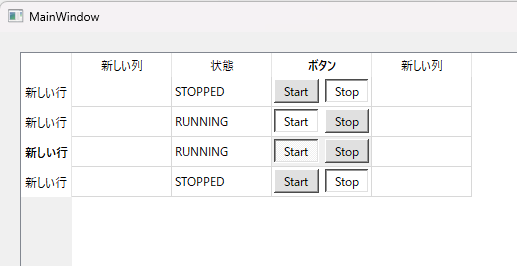 MainWindow
新しい列 状態 ボタン 新しい列
新しい行 STOPPED Start Stop
新しい行 RUNNING Start Stop
新しい行 RUNNING Start Stop
新しい行 STOPPED Start Stop